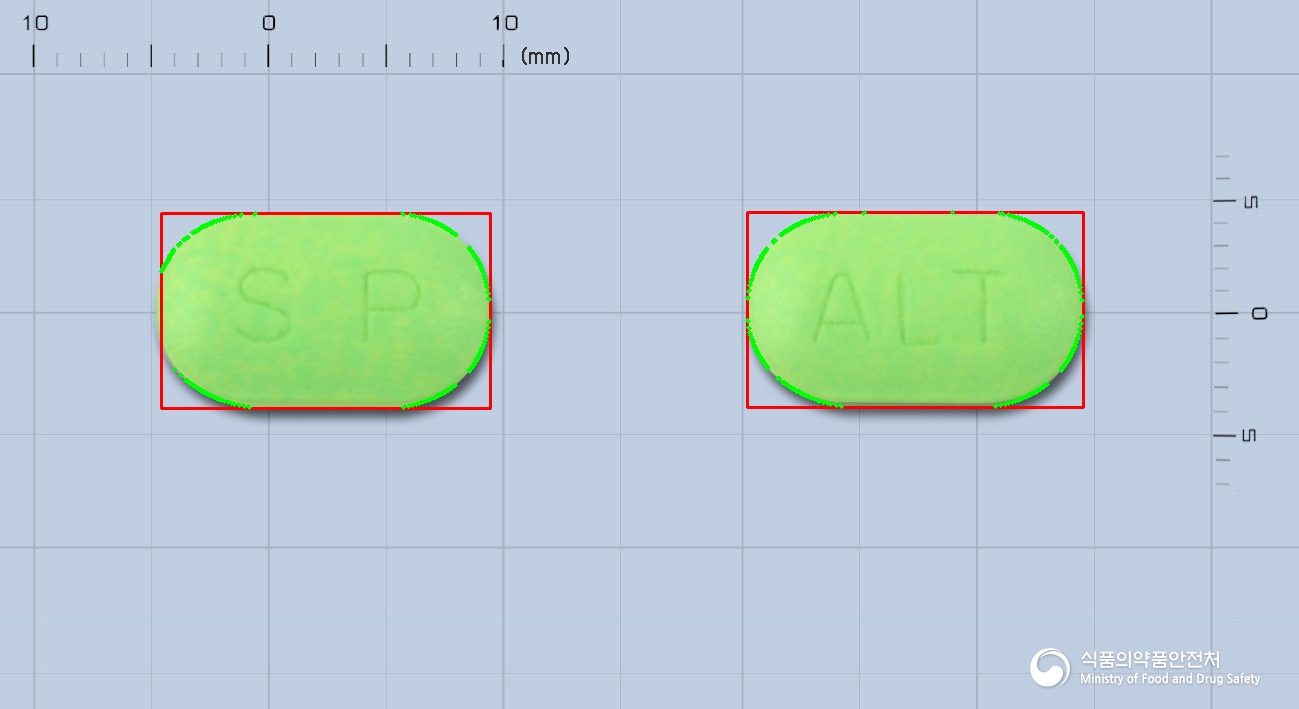 10 0 10
(mm)
5
0
5
S P
ALT
식품의약품안전처
Ministry of Food and Drug Safety